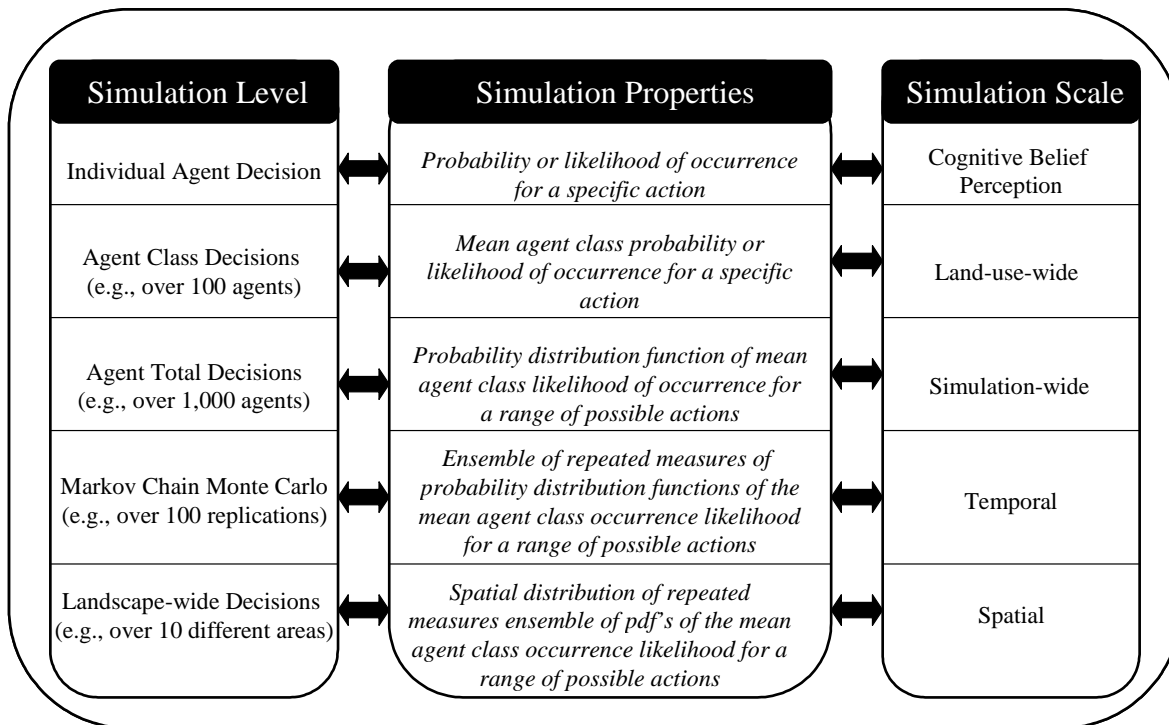 Simulation Level
Simulation Properties
Simulation Scale
Individual Agent Decision
Probability or likelihood of occurrence
for a specific action
Cognitive Belief
Perception
Agent Class Decisions
(e.g., over 100 agents)
Mean agent class probability or
likelihood of occurrence for a specific
action
Land-use-wide
Agent Total Decisions
(e.g., over 1,000 agents)
Probability distribution function of mean
agent class likelihood of occurrence for
a range of possible actions
Simulation-wide
Markov Chain Monte Carlo
(e.g., over 100 replications)
Ensemble of repeated measures of
probability distribution functions of the
mean agent class occurrence likelihood
for a range of possible actions
Temporal
Landscape-wide Decisions
(e.g., over 10 different areas)
Spatial distribution of repeated
measures ensemble of pdf's of the mean
agent class occurrence likelihood for a
range of possible actions
Spatial